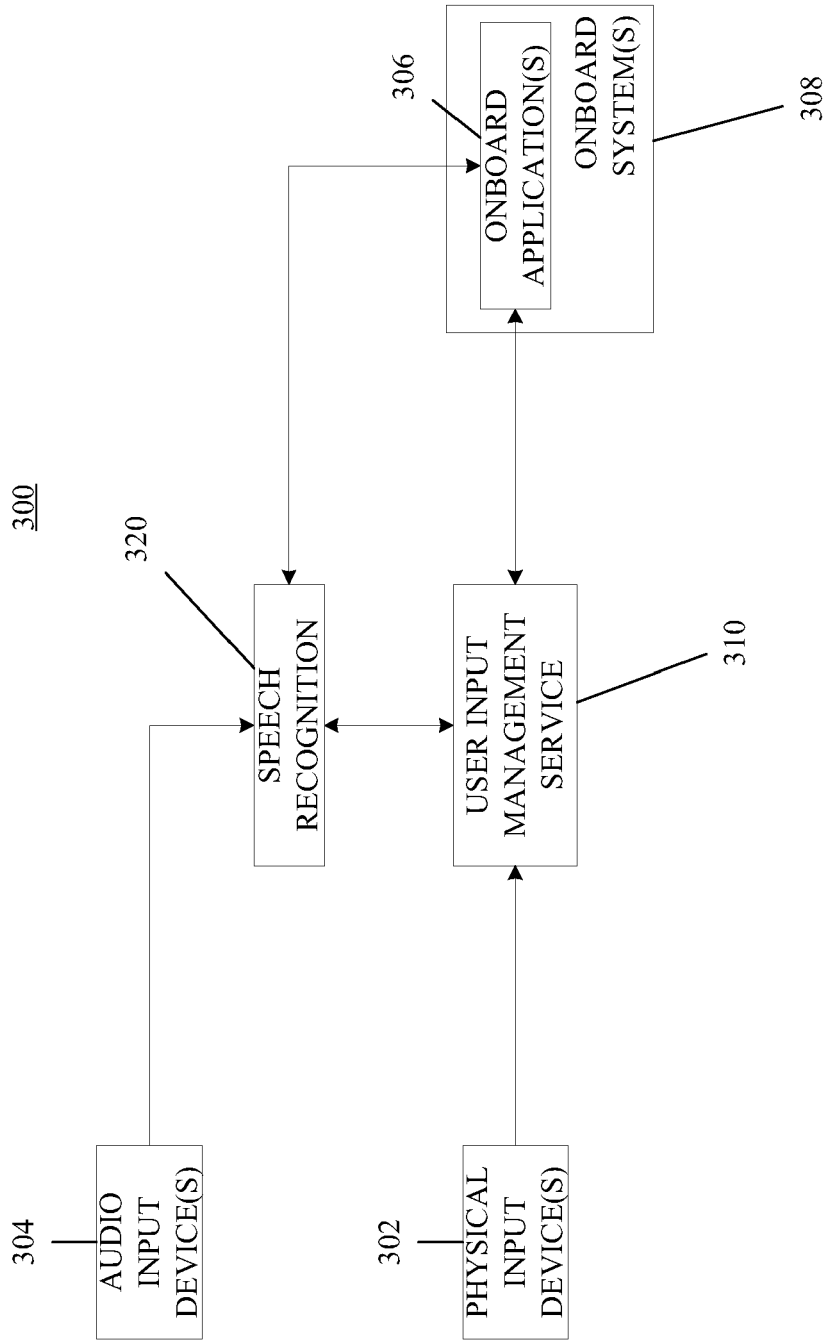 300
304
AUDIO
INPUT
DEVICE(S)
320
SPEECH
RECOGNITION
306
ONBOARD
APPLICATION(S)
ONBOARD
SYSTEM(S)
308
302
PHYSICAL
INPUT
DEVICE(S)
USER INPUT
MANAGEMENT
SERVICE
310